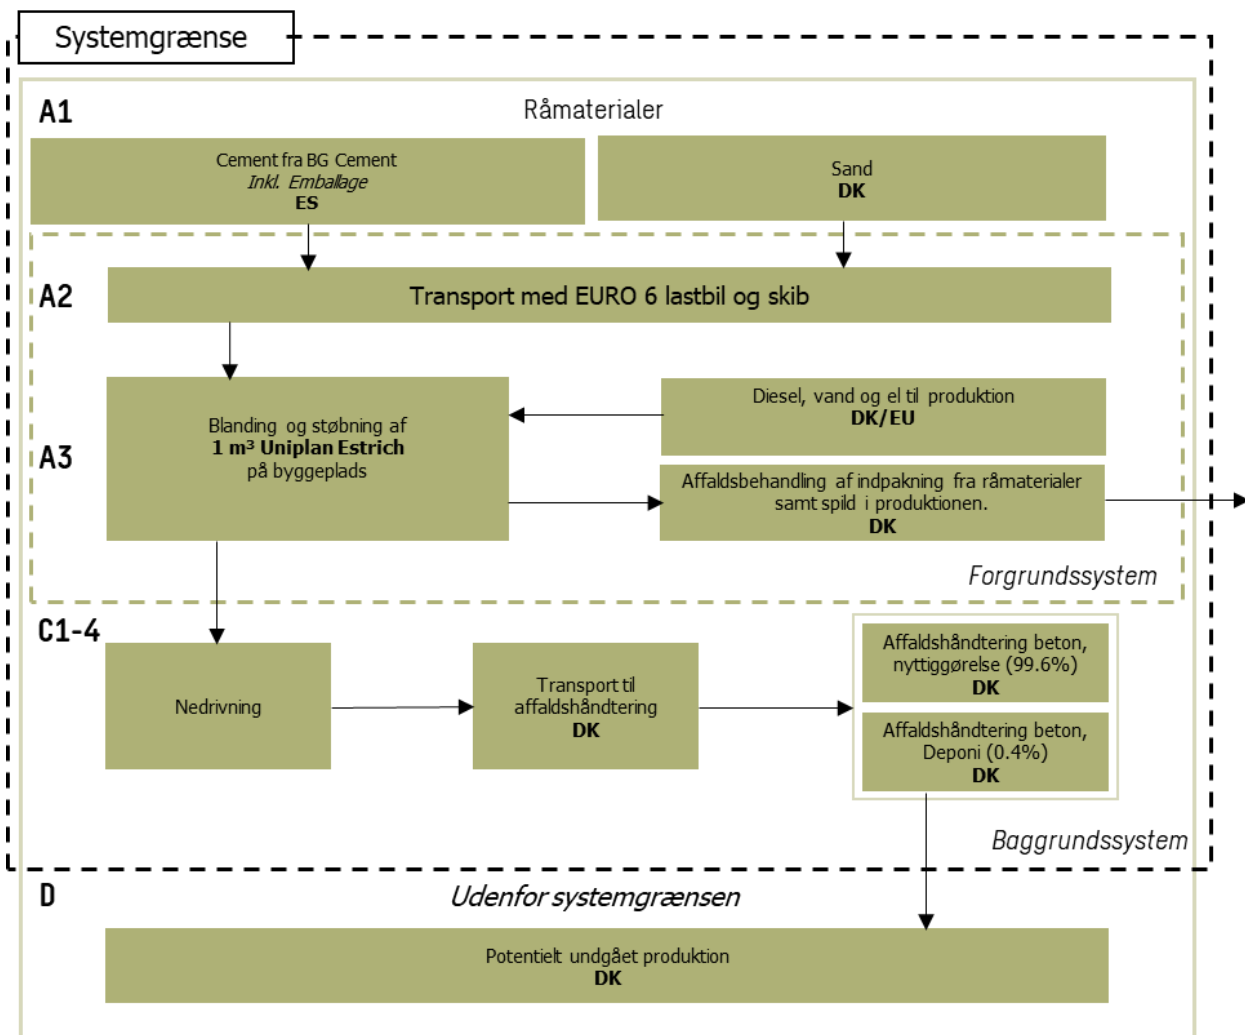 Systemgrænse
A1
Råmaterialer
Cement fra BG Cement
Inkl. Emballage
ES
Sand
DK
A2
Transport med EURO 6 lastbil og skib
A3
Blanding og støbning af
1 m³ Uniplan Estrich
på byggeplads
Diesel, vand og el til produktion
DK/EU
Affaldsbehandling af indpakning fra råmaterialer
samt spild i produktionen.
DK
Forgrundssystem
C1-4
Nedrivning
Transport til
affaldshåndtering
DK
Affaldshåndtering beton,
nyttiggørelse (99.6%)
DK
Affaldshåndtering beton,
Deponi (0.4%)
DK
Baggrundssystem
D
Udenfor systemgrænsen
Potentielt undgået produktion
DK